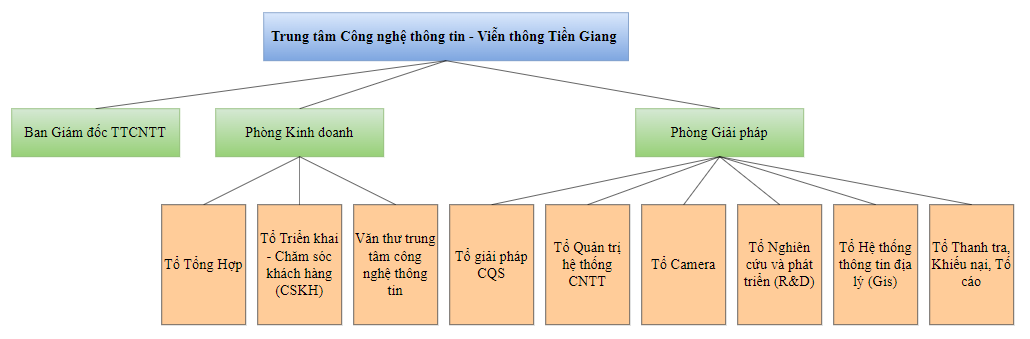 Trung tâm Công nghệ thông tin - Viễn thông Tiền Giang
Ban Giám đốc TTCNTT
Phòng Kinh doanh
Phòng Giải pháp
Tổ Tổng Hợp
Tổ Triển khai
- Chăm sóc
khách hàng
(CSKH)
Văn thư trung
tâm công
nghệ thông
tin
Tổ giải pháp
CQS
Tổ Quản trị
hệ thống
CNTT
Tổ Camera
Tổ Nghiên
cứu và phát
triển (R&D)
Tổ Hệ thống
thông tin địa
lý (Gis)
Tổ Thanh tra,
Khiếu nại, Tố
cáo